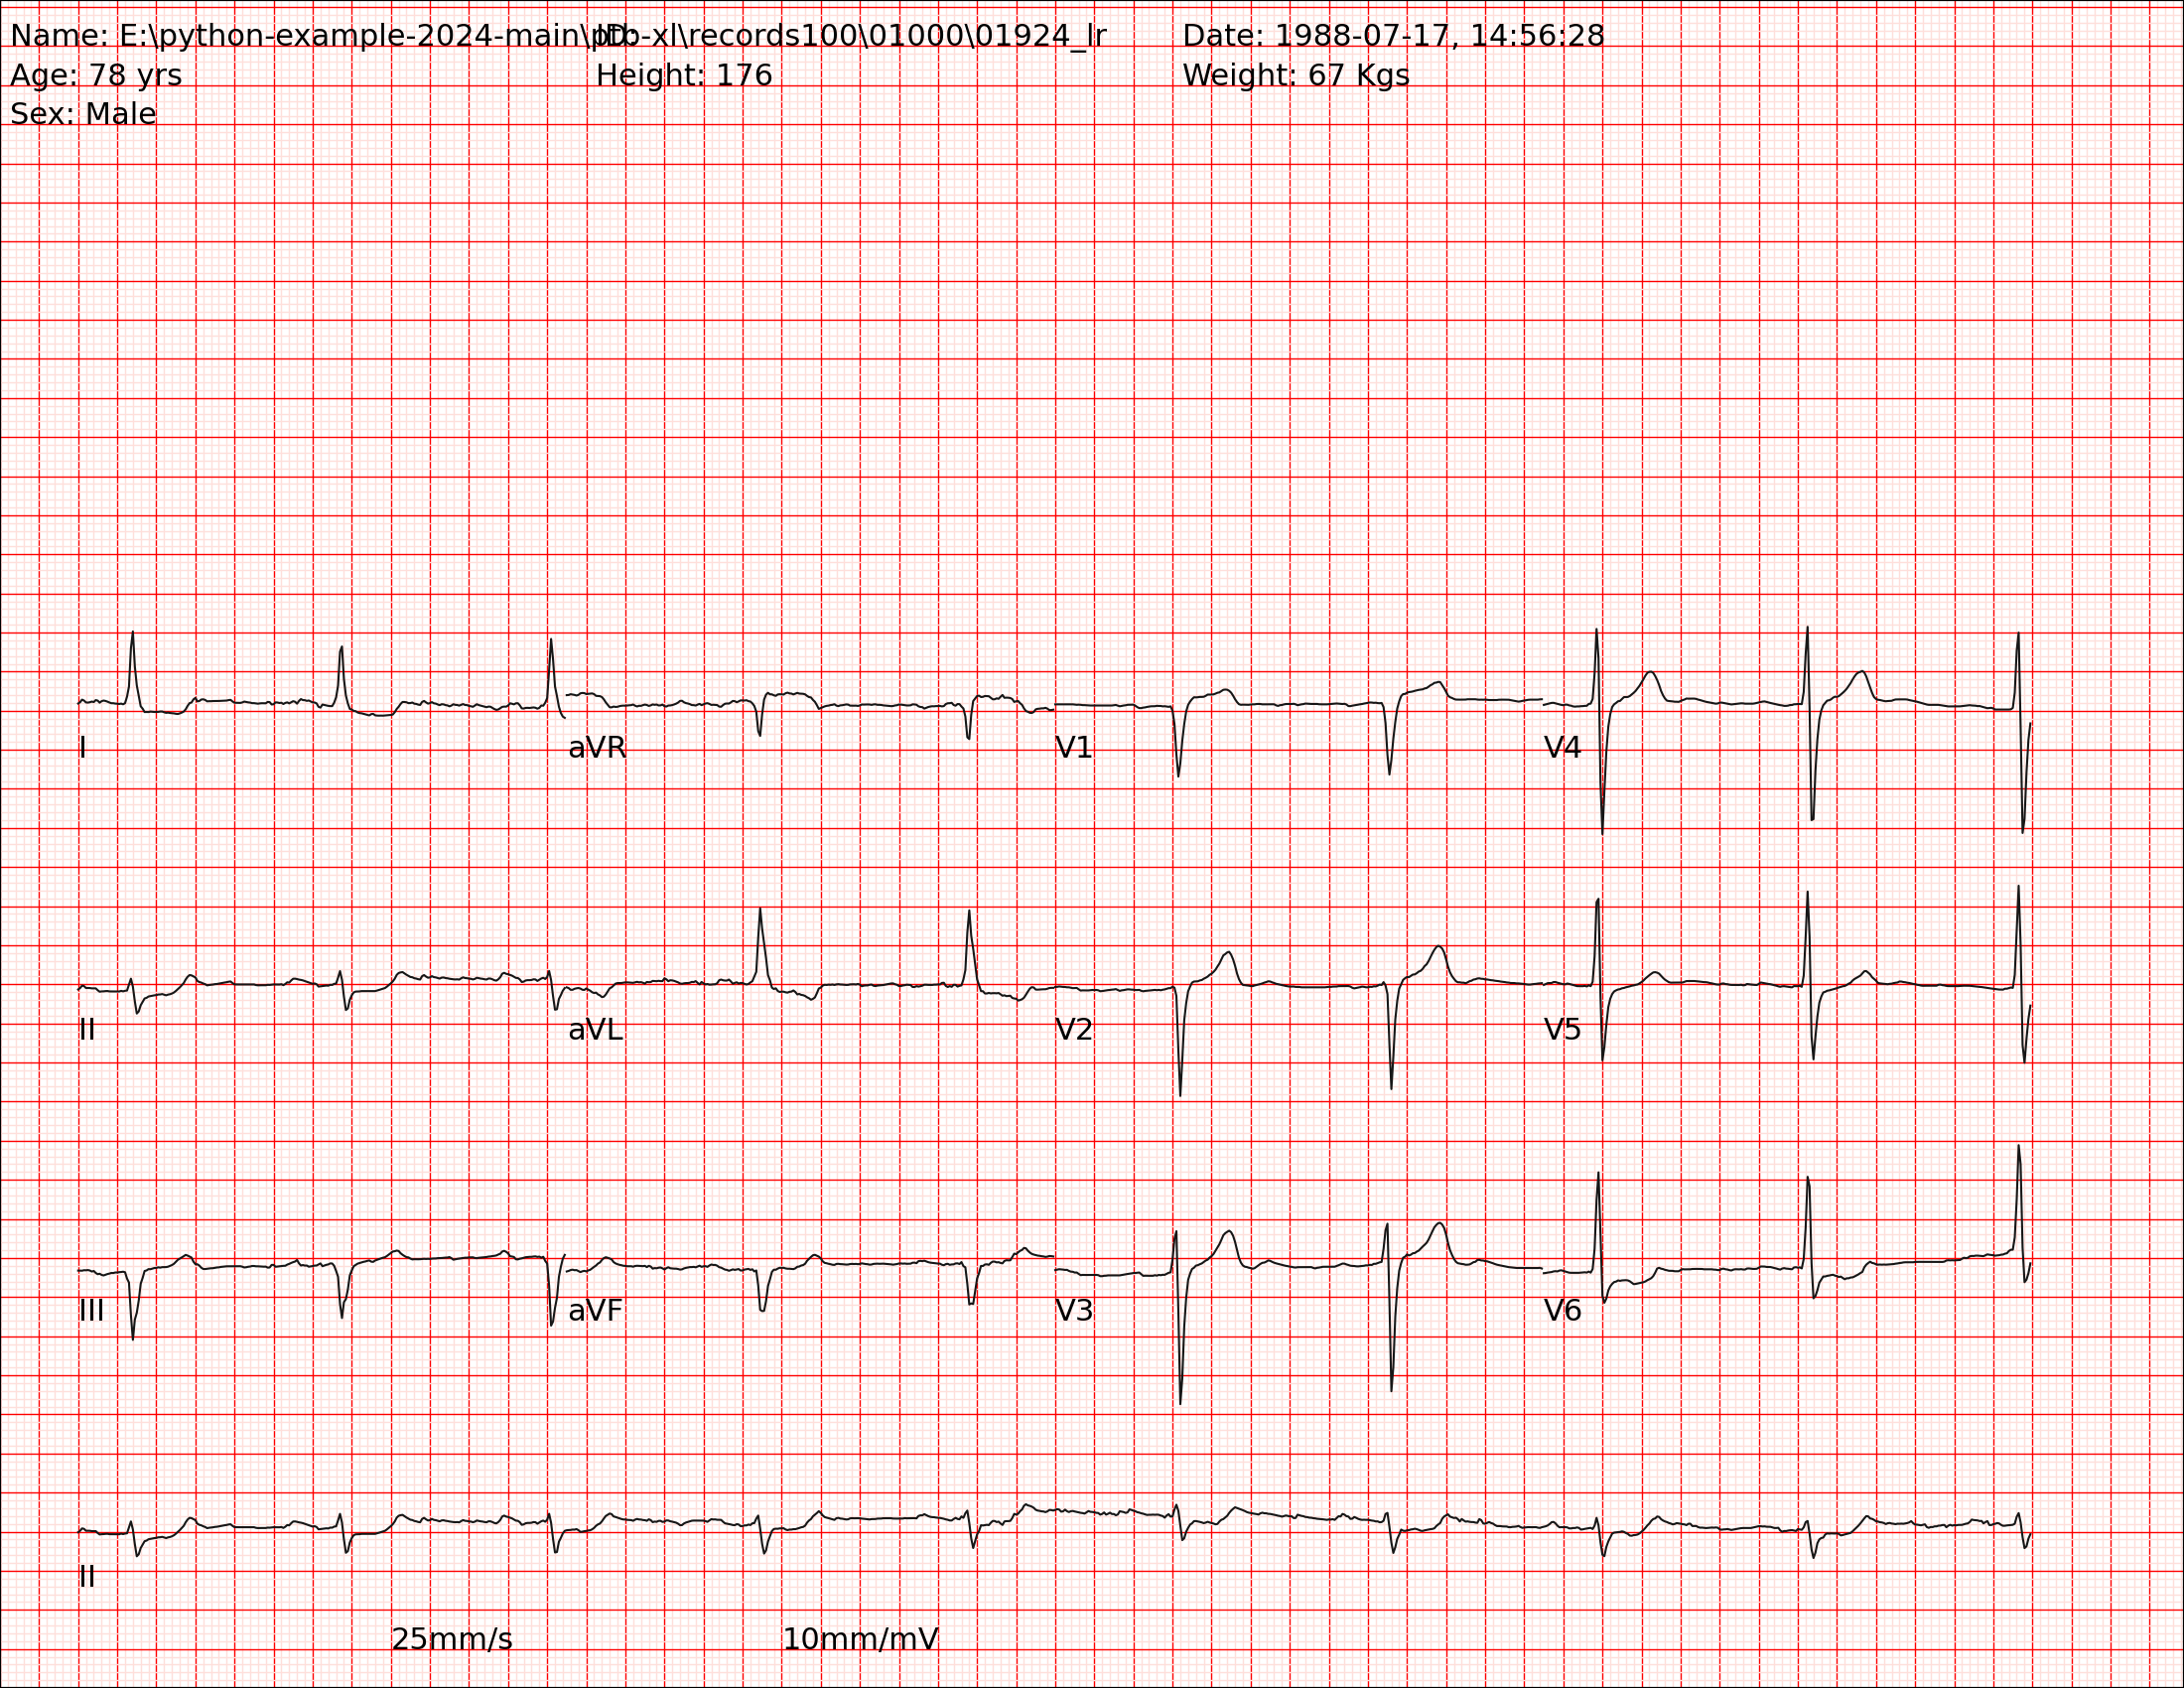 Name: E:\python-example-2024-main\ptb-xl\records100\01000\01924_lr ID: Date: 1988-07-17, 14:56:28
Age: 78 yrs Height: 176 Weight: 67 Kgs
Sex: Male
I aVR V1 V4
II aVL V2 V5
III aVF V3 V6
II
25mm/s 10mm/mV